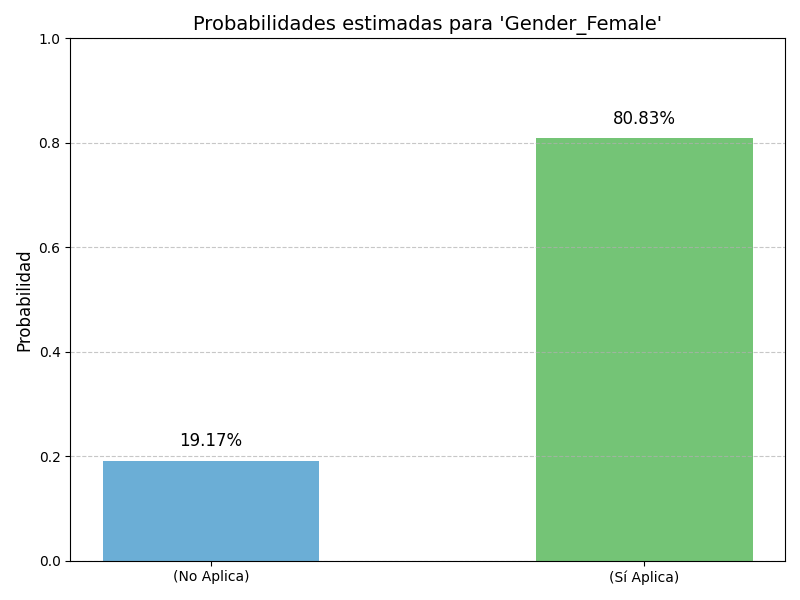 Probabilidades estimadas para 'Gender_Female'
Probabilidad
1.0
0.8
0.6
0.4
0.2
0.0
19.17%
80.83%
(No Aplica)
(Sí Aplica)